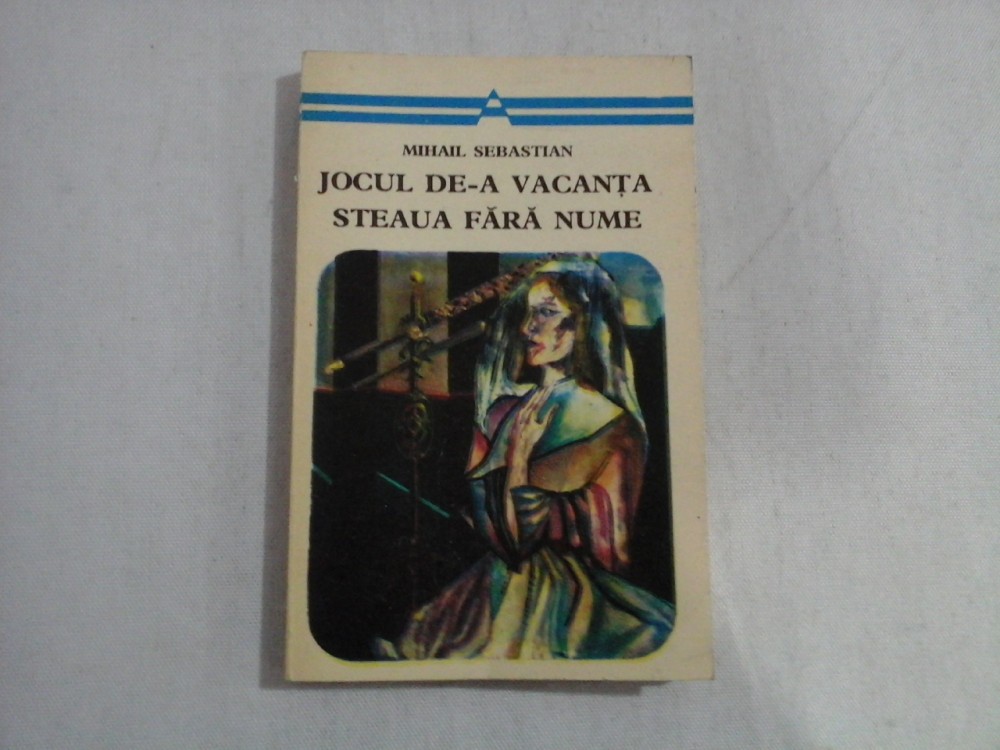 MIHAIL SEBASTIAN
JOCUL DE-A VACANȚA
STEAUA FĂRĂ NUME